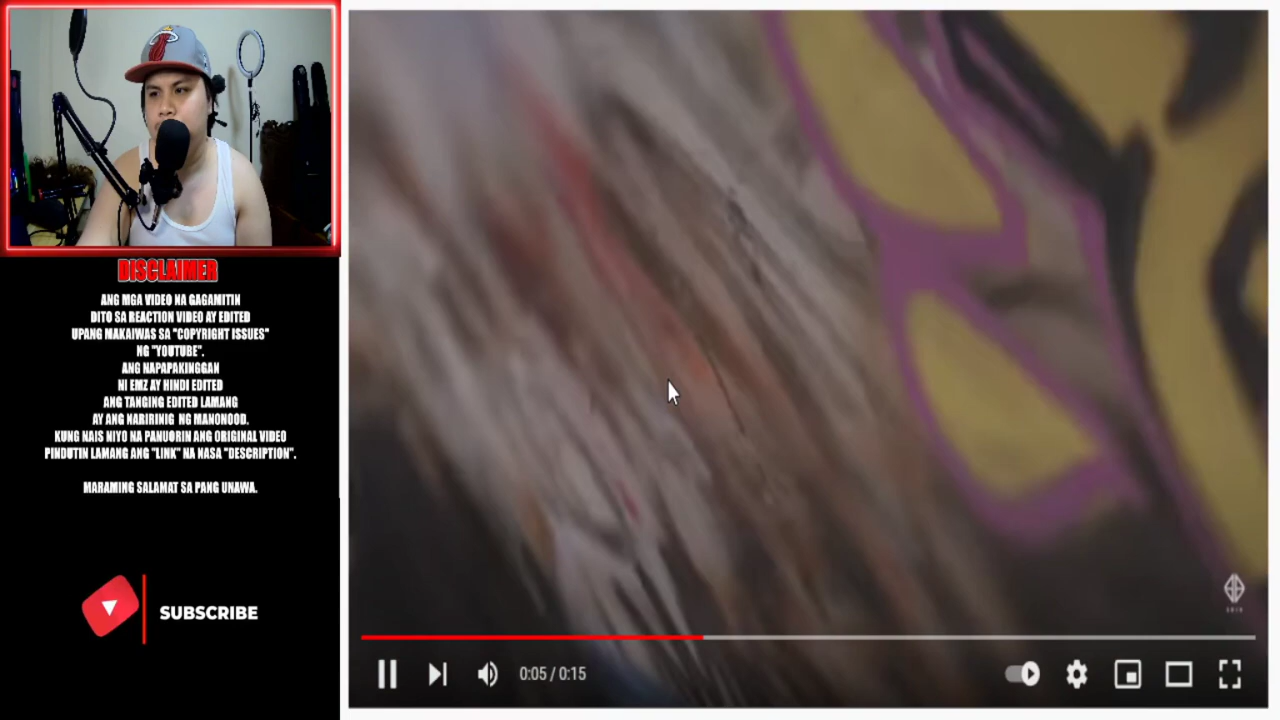 DISCLAIMER
ANG MGA VIDEO NA GAGAMITIN
DITO SA REACTION VIDEO AY EDITED
UPANG MAKAIWAS SA "COPYRIGHT ISSUES"
NG "YOUTUBE".
ANG NAPAPAKINGGAN
NI EMZ AY HINDI EDITED
ANG TANGING EDITED LAMANG
AY ANG NARIRINIG NG MANONOOD.
KUNG NAIS NIYO NA PANUORIN ANG ORIGINAL VIDEO
PINDUTIN LAMANG ANG "LINK" NA NASA "DESCRIPTION".
MARAMING SALAMAT SA PANG UNAWA.
SUBSCRIBE
0:05 / 0:15